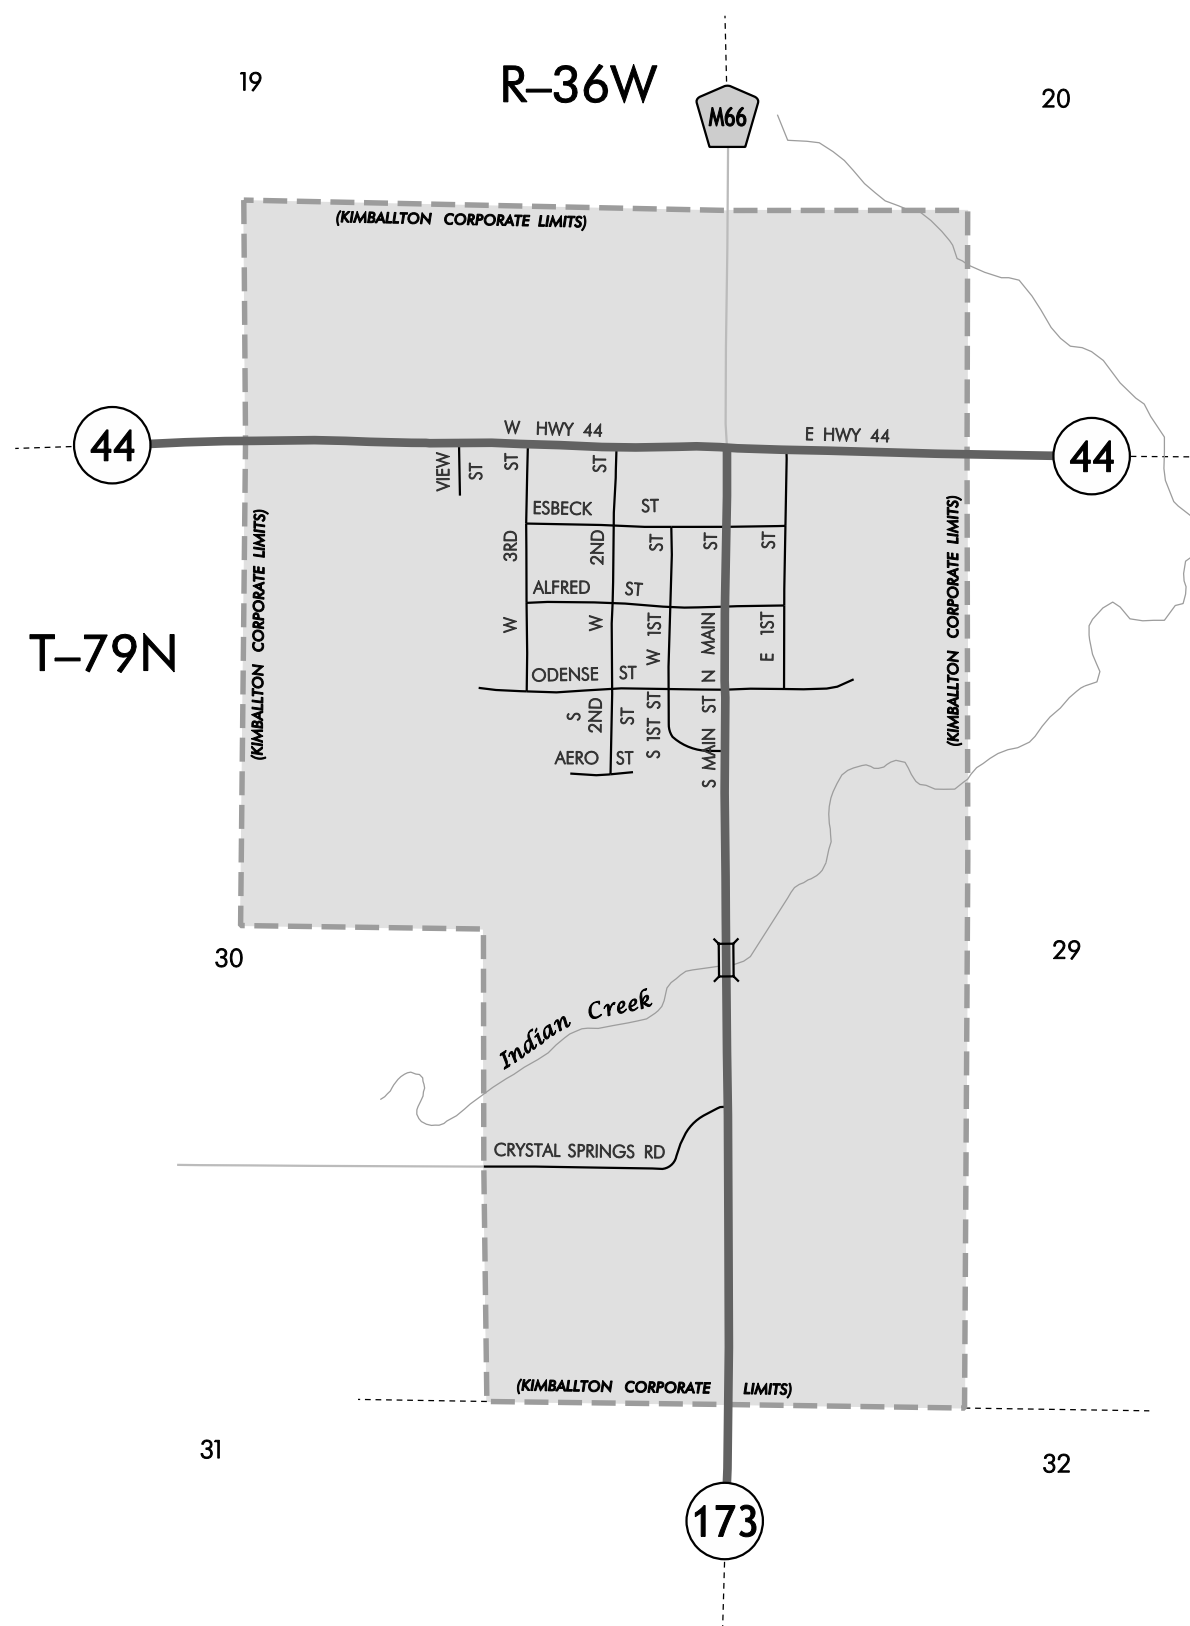 19
R–36W
20
M66
(KIMBALLTON CORPORATE LIMITS)
W HWY 44
E HWY 44
44
44
VIEW ST
W 3RD ST
W 2ND ST
ESBECK ST
W 1ST ST
N MAIN ST
E 1ST ST
ALFRED ST
(KIMBALLTON CORPORATE LIMITS)
(KIMBALLTON CORPORATE LIMITS)
T–79N
ODENSE ST
S 2ND ST
S 1ST ST
S MAIN ST
AERO ST
30
29
Indian Creek
CRYSTAL SPRINGS RD
(KIMBALLTON CORPORATE LIMITS)
31
32
173